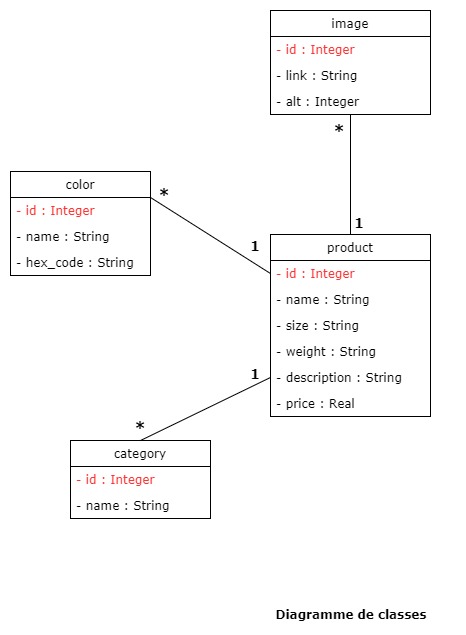 image
- id : Integer
- link : String
- alt : Integer
*
1
color
- id : Integer
- name : String
- hex_code : String
*
1
product
- id : Integer
- name : String
- size : String
- weight : String
- description : String
- price : Real
1
*
category
- id : Integer
- name : String
Diagramme de classes